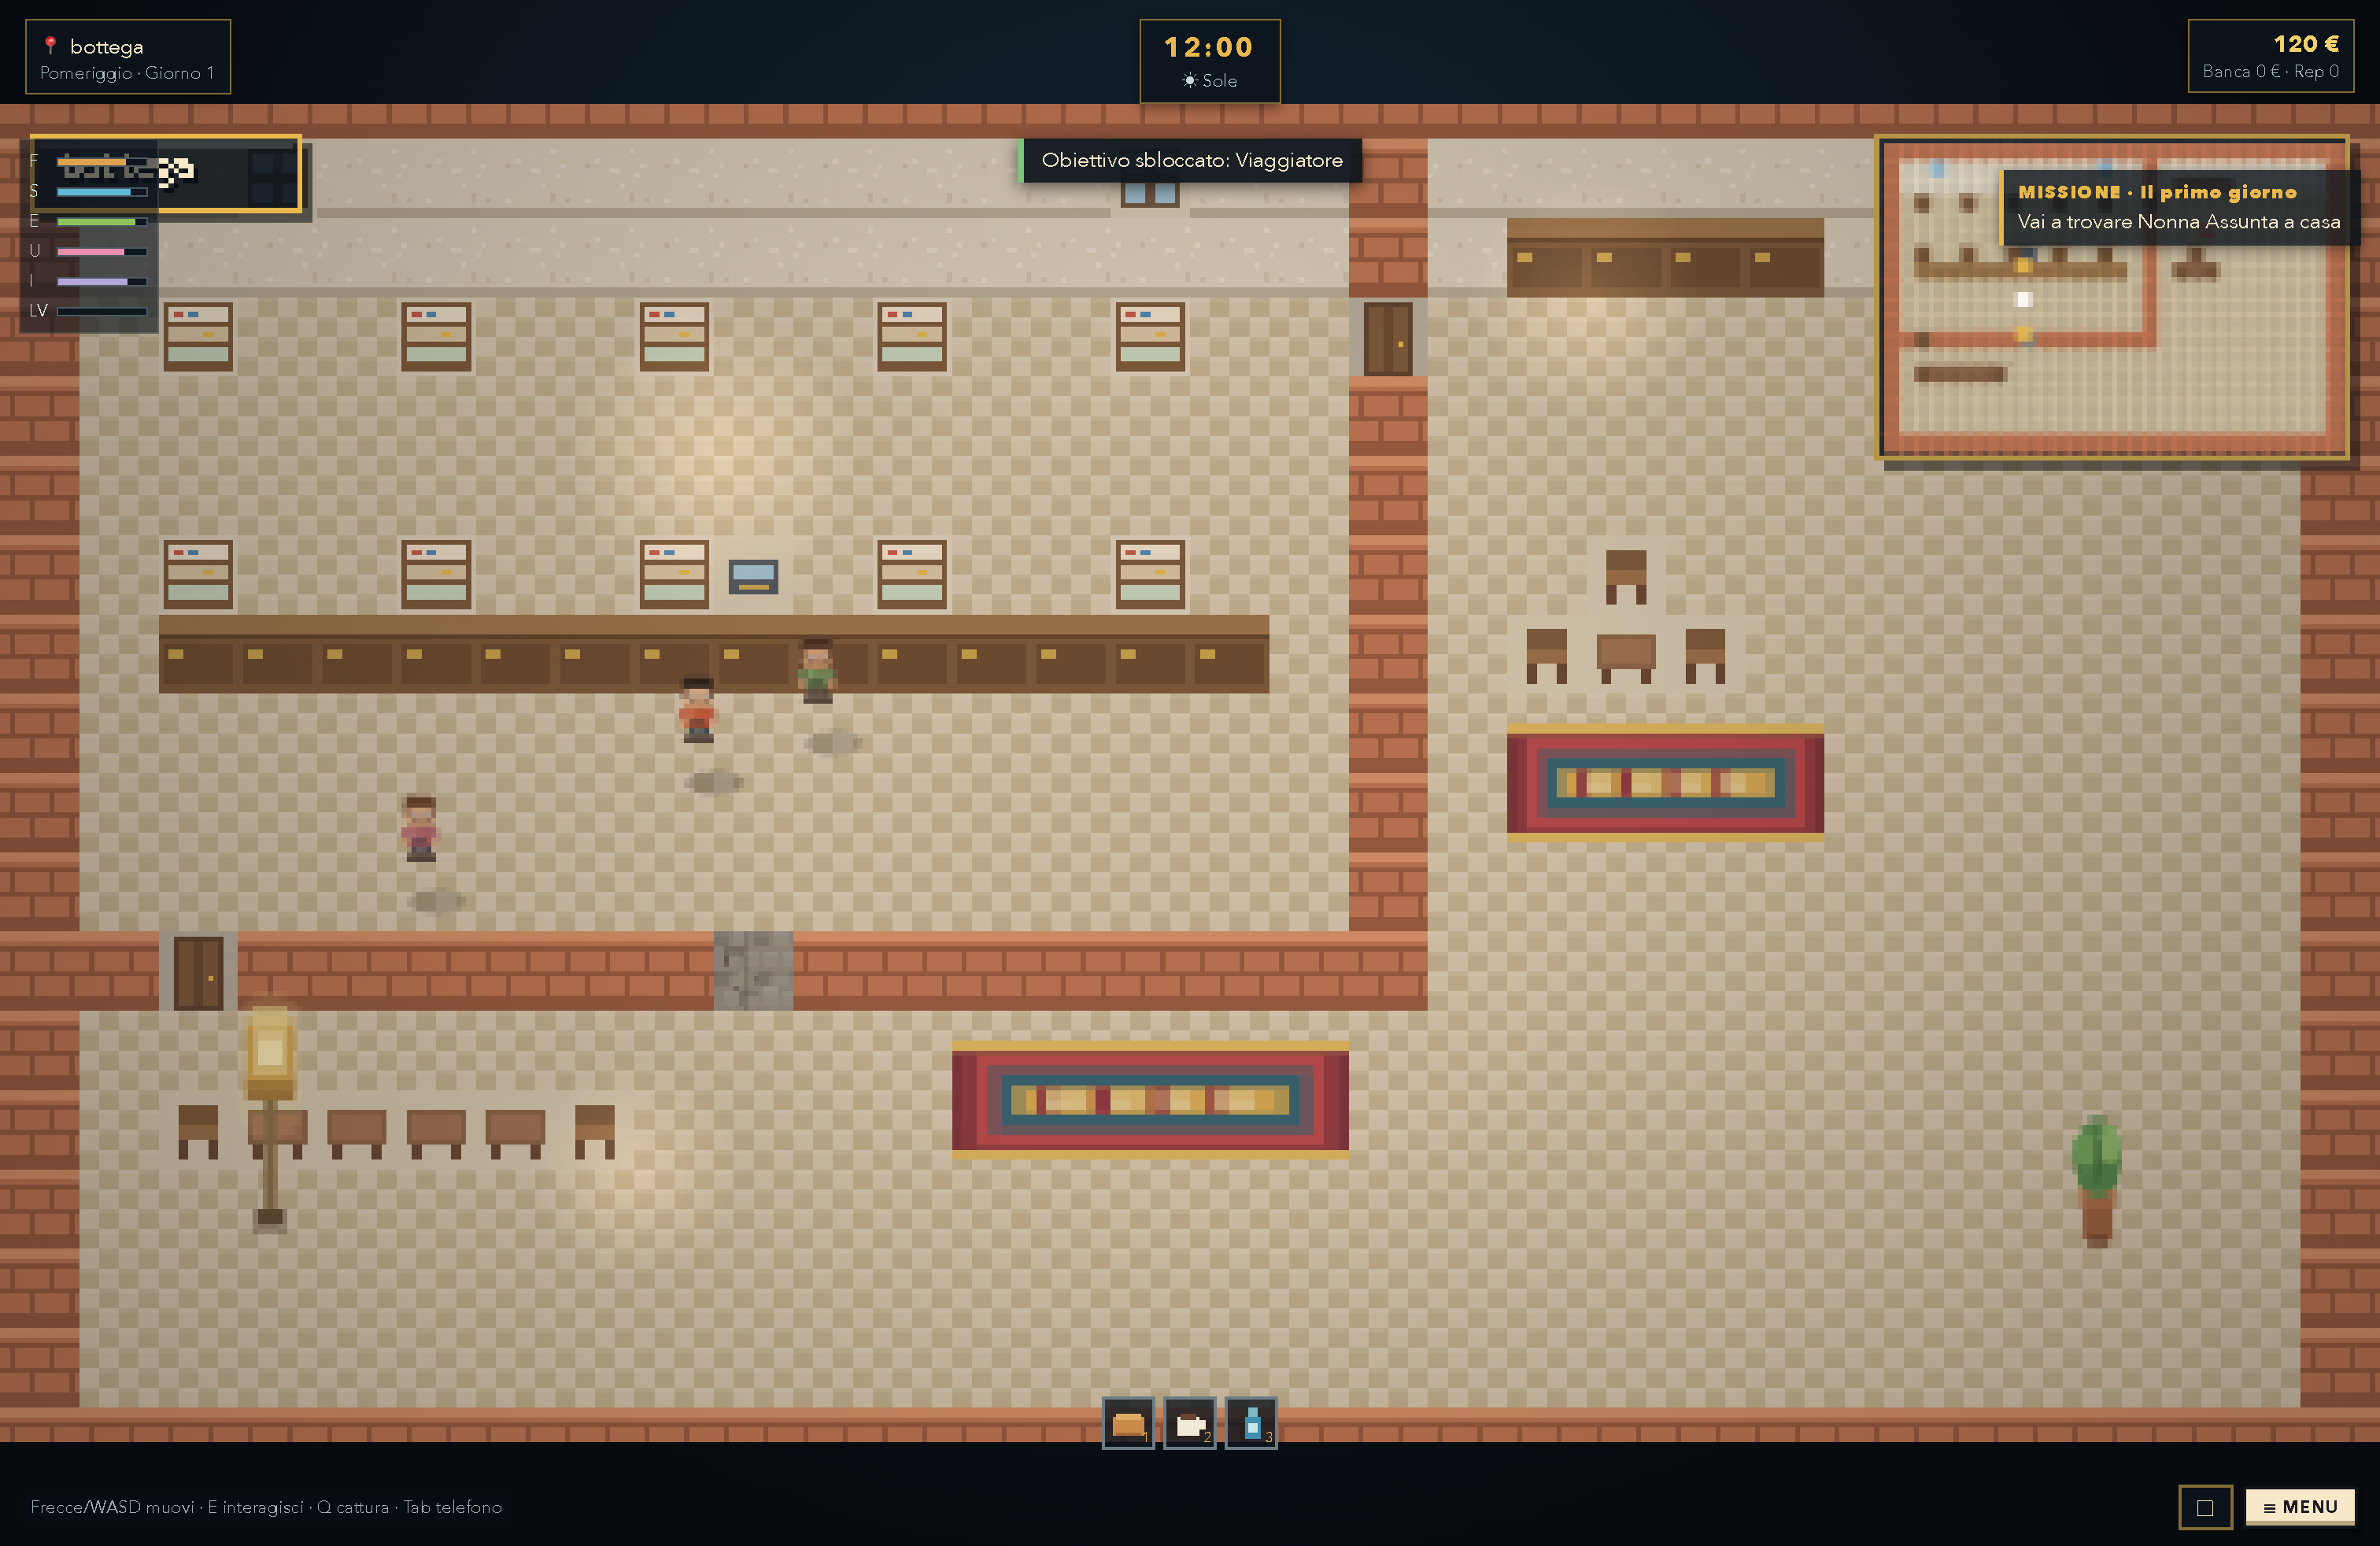 📍 bottega
Pomeriggio · Giorno 1
12:00
☀ Sole
120 €
Banca 0 € · Rep 0
F
S
E
U
I
LV
Obiettivo sbloccato: Viaggiatore
MISSIONE · Il primo giorno
Vai a trovare Nonna Assunta a casa
1
2
3
Frecce/WASD muovi · E interagisci · Q cattura · Tab telefono
≡ MENU